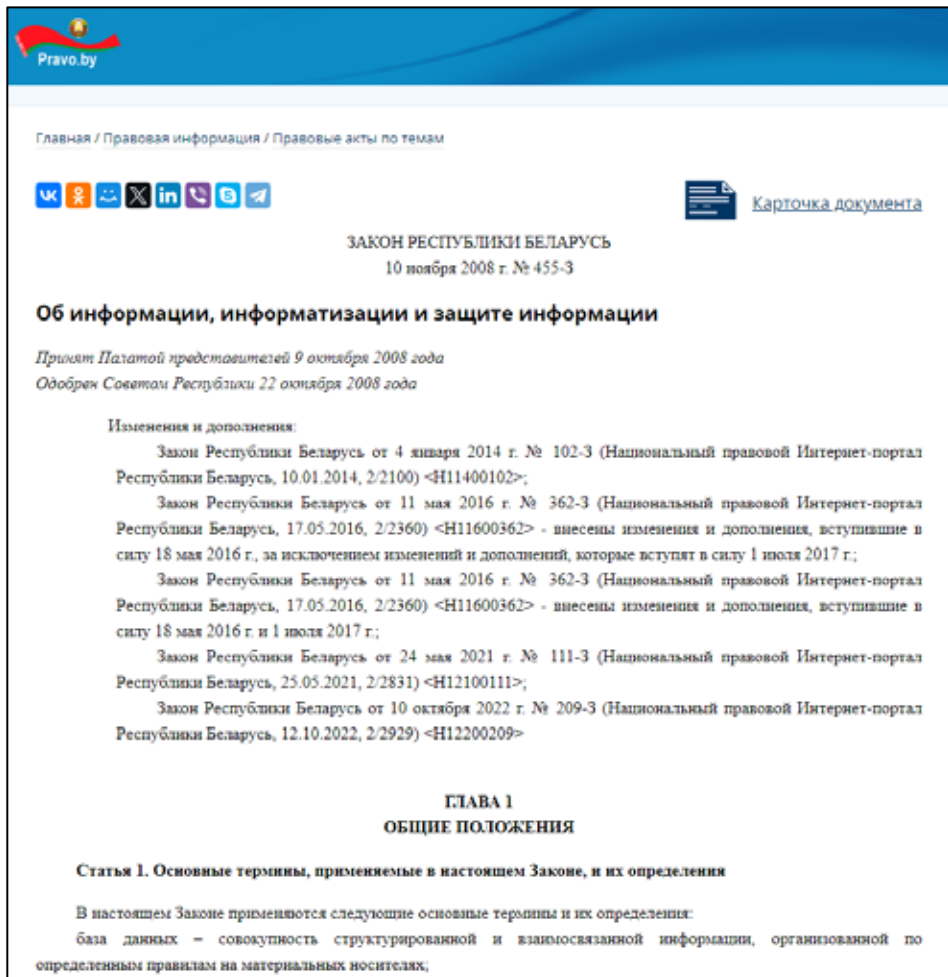 Pravo.by
Главная / Правовая информация / Правовые акты по темам
Карточка документа
ЗАКОН РЕСПУБЛИКИ БЕЛАРУСЬ
10 ноября 2008 г. № 455-З
Об информации, информатизации и защите информации
Принят Палатой представителей 9 октября 2008 года
Одобрен Советом Республики 22 октября 2008 года
Изменения и дополнения:
Закон Республики Беларусь от 4 января 2014 г. № 102-З (Национальный правовой Интернет-портал
Республики Беларусь, 10.01.2014, 2/2100) <H11400102>;
Закон Республики Беларусь от 11 мая 2016 г. № 362-З (Национальный правовой Интернет-портал
Республики Беларусь, 17.05.2016, 2/2360) <H11600362> - внесены изменения и дополнения, вступившие в
силу 18 мая 2016 г., за исключением изменений и дополнений, которые вступят в силу 1 июля 2017 г.;
Закон Республики Беларусь от 11 мая 2016 г. № 362-З (Национальный правовой Интернет-портал
Республики Беларусь, 17.05.2016, 2/2360) <H11600362> - внесены изменения и дополнения, вступившие в
силу 18 мая 2016 г. и 1 июля 2017 г.;
Закон Республики Беларусь от 24 мая 2021 г. № 111-З (Национальный правовой Интернет-портал
Республики Беларусь, 25.05.2021, 2/2831) <H12100111>;
Закон Республики Беларусь от 10 октября 2022 г. № 209-З (Национальный правовой Интернет-портал
Республики Беларусь, 12.10.2022, 2/2929) <H12200209>
ГЛАВА 1
ОБЩИЕ ПОЛОЖЕНИЯ
Статья 1. Основные термины, применяемые в настоящем Законе, и их определения
В настоящем Законе применяются следующие основные термины и их определения:
база данных – совокупность структурированной и взаимосвязанной информации, организованной по
определенным правилам на материальных носителях;